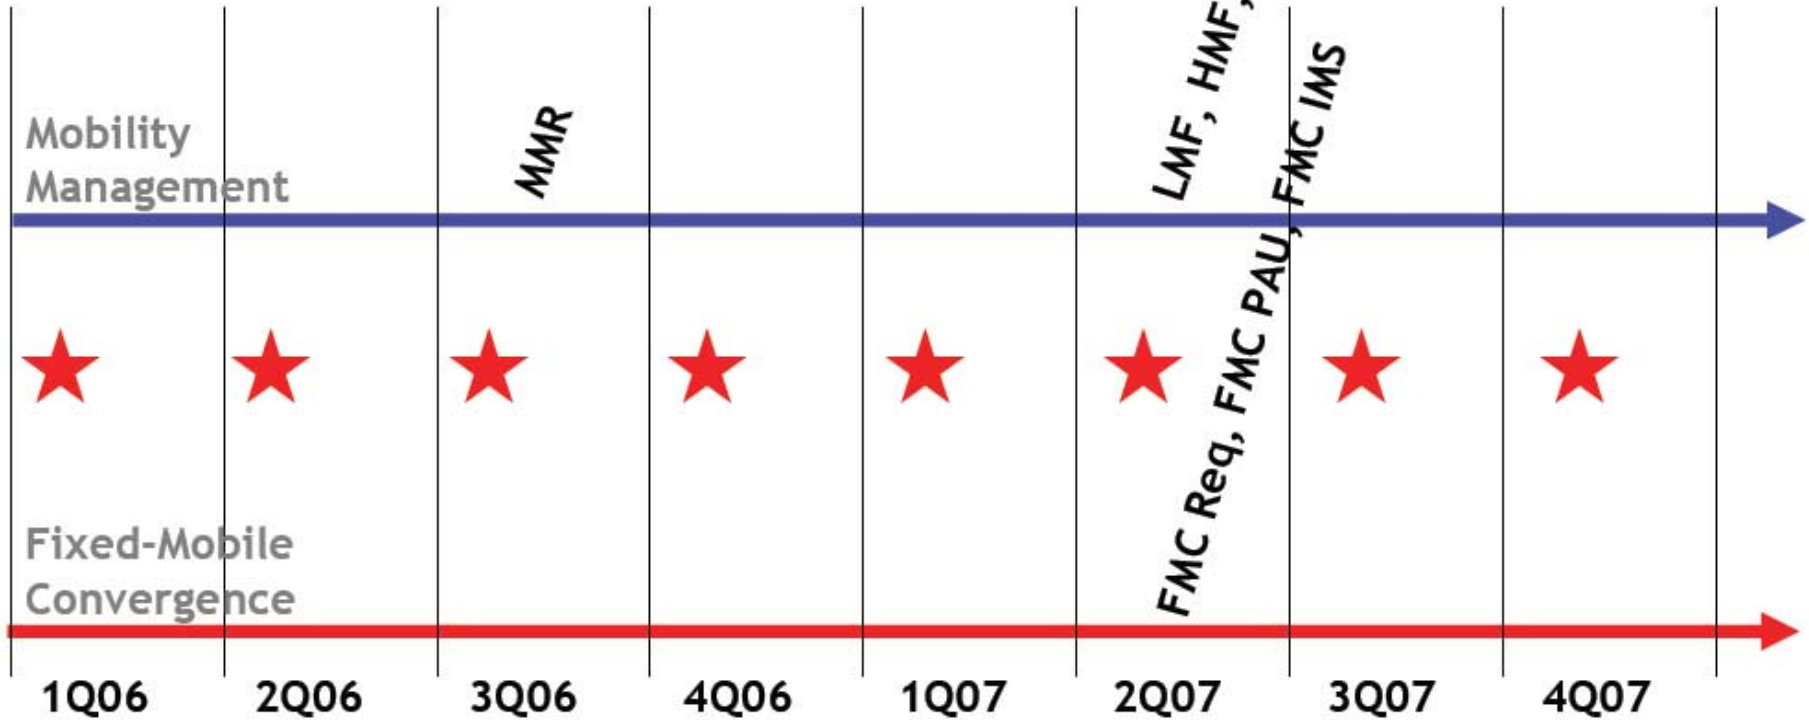 Mobility
Management
MMR
LMF, HMF,
Fixed-Mobile
Convergence
FMC Req, FMC PAU, FMC IMS
1Q06 2Q06 3Q06 4Q06 1Q07 2Q07 3Q07 4Q07